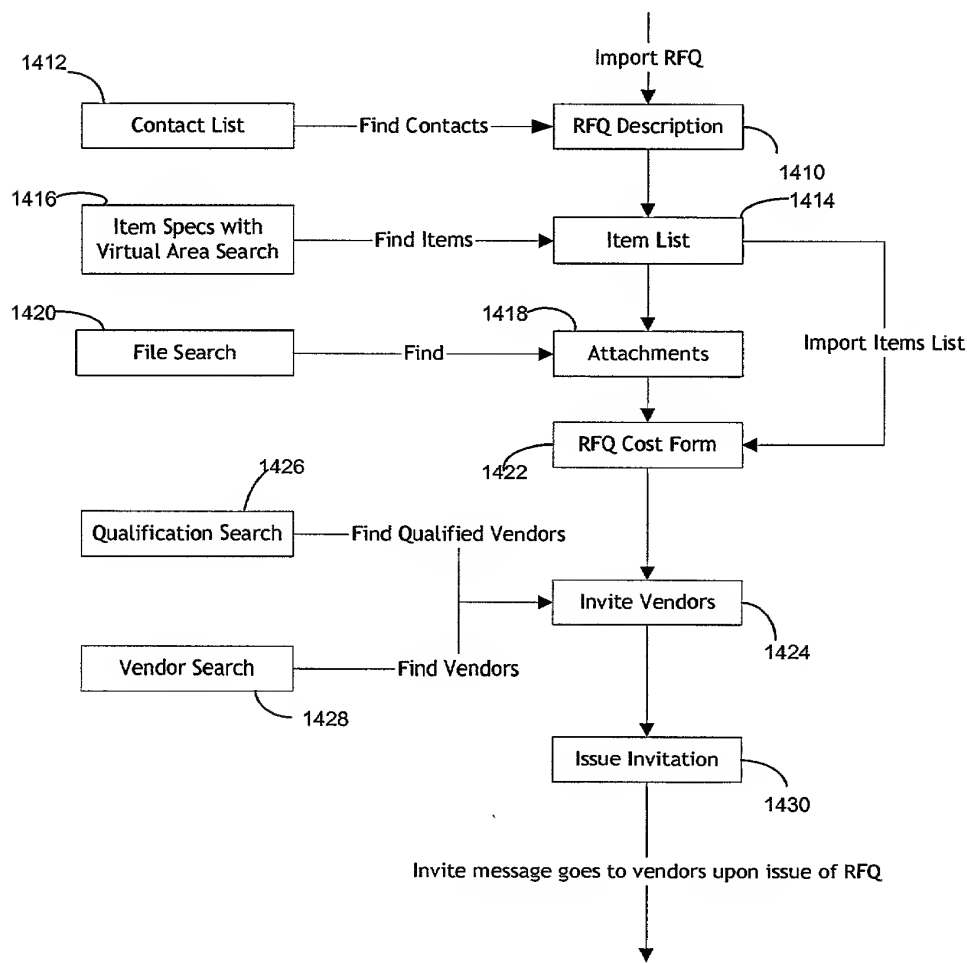 Import RFQ
1412
Contact List
Find Contacts
RFQ Description
1410
1416
1414
Item Specs with
Virtual Area Search
Find Items
Item List
1420
1418
File Search
Find
Attachments
Import Items List
RFQ Cost Form
1422
1426
Qualification Search
Find Qualified Vendors
Invite Vendors
1424
Vendor Search
Find Vendors
1428
Issue Invitation
1430
Invite message goes to vendors upon issue of RFQ